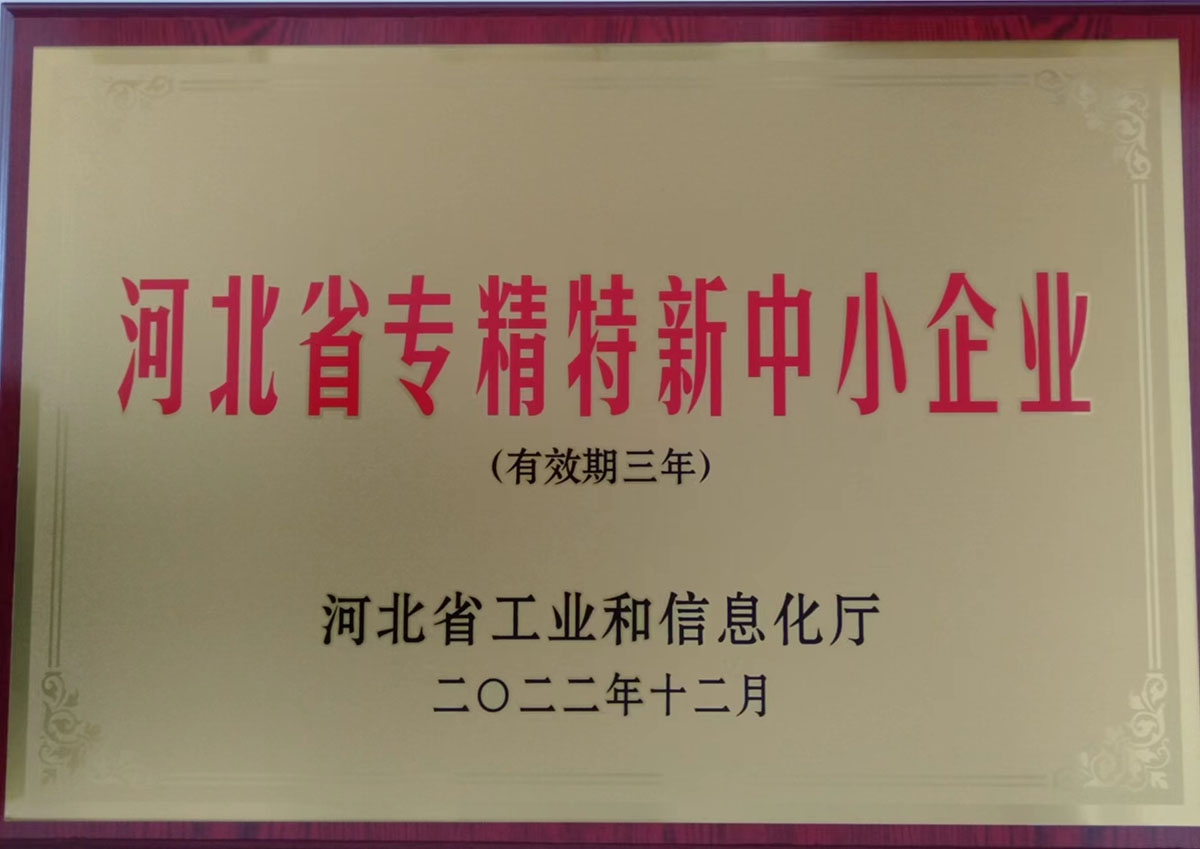 河北省专精特新中小企业
(有效期三年)
河北省工业和信息化厅
二〇二二年十二月